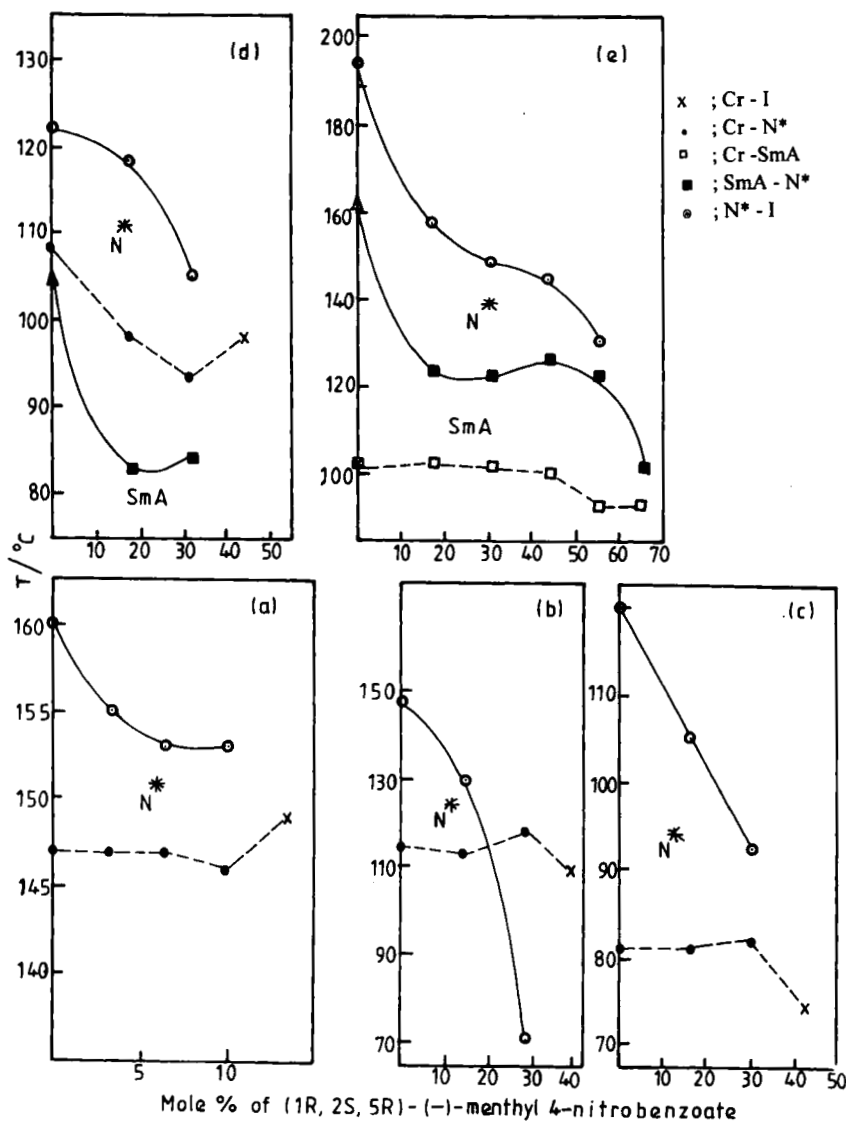 (d)
130
120
110
100
90
80
N*
SmA
10 20 30 40 50
(e)
200
180
160
140
120
100
N*
SmA
10 20 30 40 50 60 70
x ; Cr - I
• ; Cr - N*
□ ; Cr -SmA
■ ; SmA - N*
⊙ ; N* - I
T/°C
(a)
160
155
150
145
140
N*
5 10
(b)
150
130
110
90
70
N*
10 20 30 40
(c)
110
100
90
80
70
N*
10 20 30 40 50
Mole % of (1R, 2S, 5R)-(-)-menthyl 4-nitrobenzoate